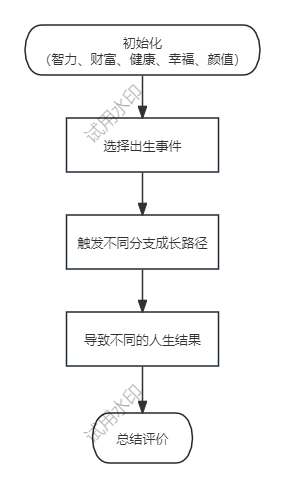 初始化
（智力、财富、健康、幸福、颜值）
试用水印
选择出生事件
触发不同分支成长路径
导致不同的人生结果
试用水印
总结评价